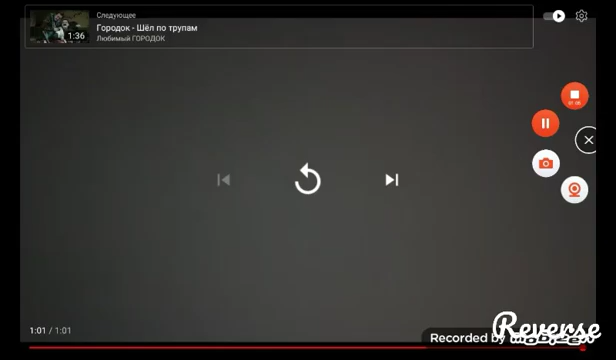 Следующее
Городок - Шёл по трупам
1:36
Любимый ГОРОДОК
1:01 / 1:01
Recorded by
Reverse